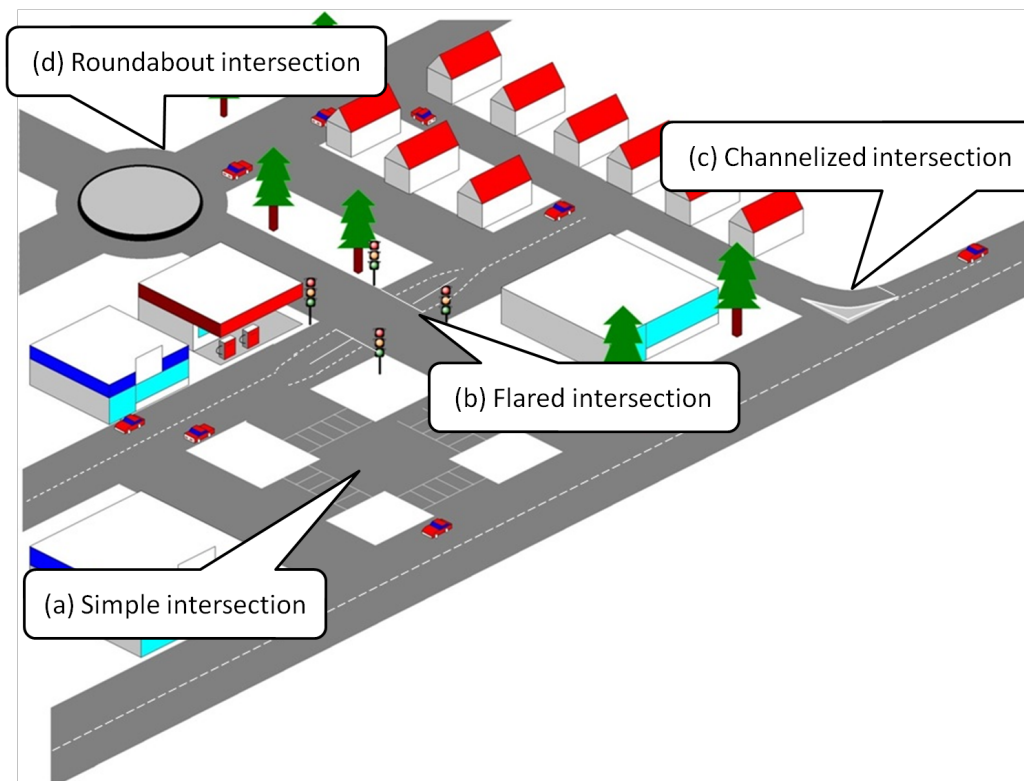 (d) Roundabout intersection
(c) Channelized intersection
(b) Flared intersection
(a) Simple intersection